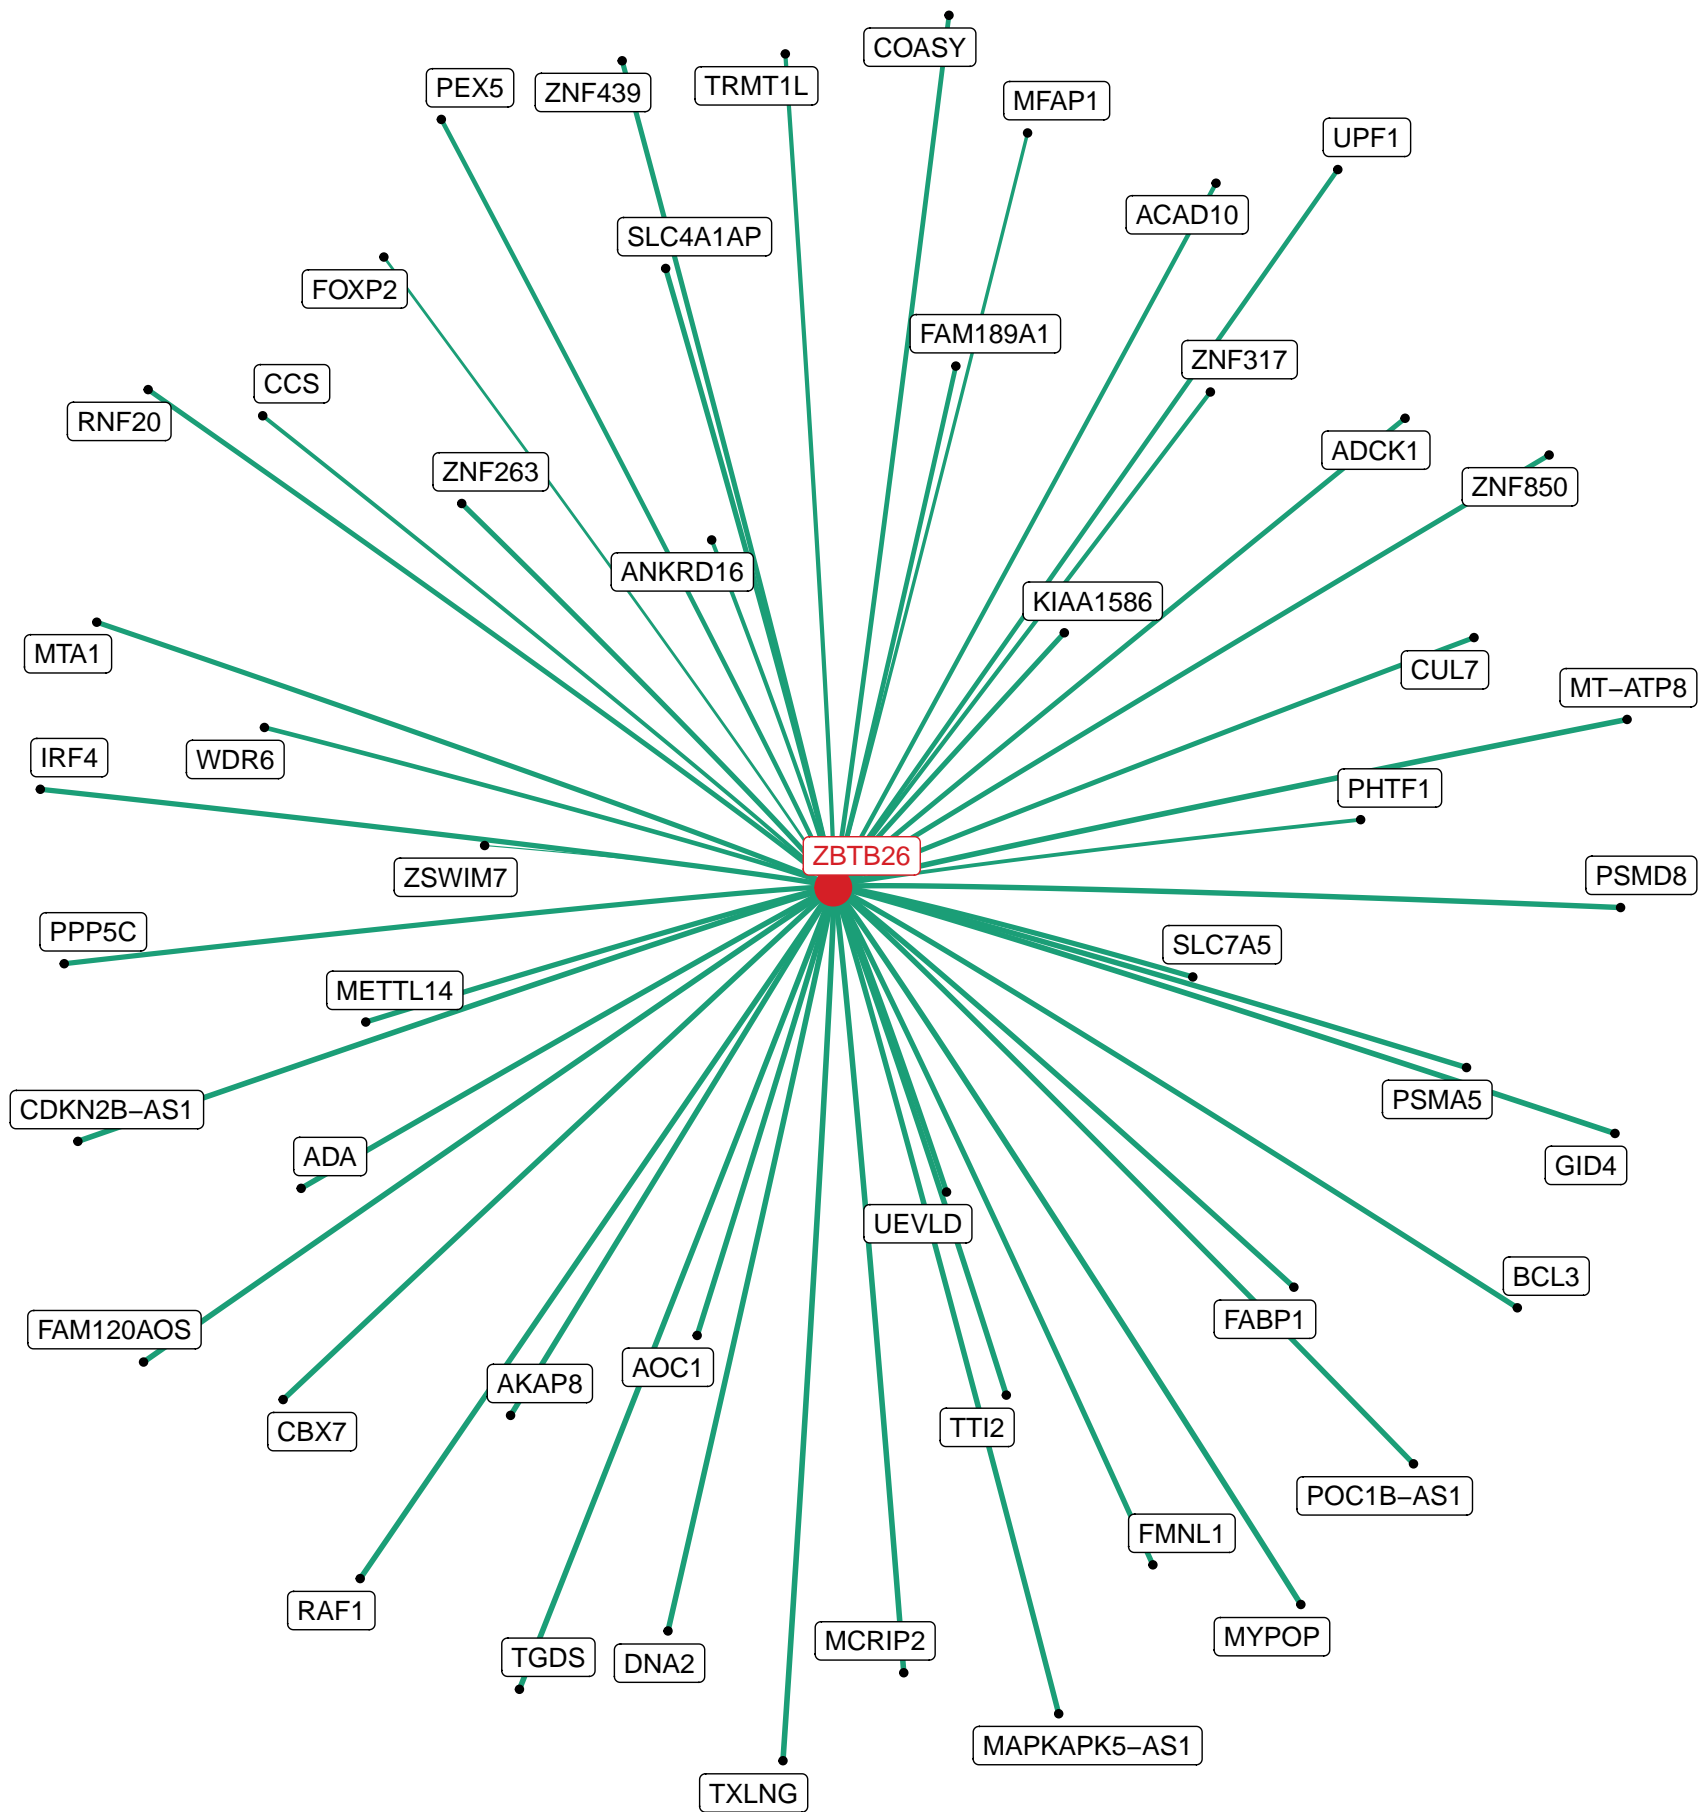 COASY
PEX5
ZNF439
TRMT1L
MFAP1
UPF1
ACAD10
SLC4A1AP
FOXP2
FAM189A1
ZNF317
CCS
RNF20
ADCK1
ZNF263
ZNF850
ANKRD16
KIAA1586
MTA1
CUL7
MT−ATP8
IRF4
WDR6
PHTF1
ZBTB26
ZSWIM7
PSMD8
PPP5C
SLC7A5
METTL14
CDKN2B−AS1
PSMA5
ADA
GID4
UEVLD
BCL3
FABP1
FAM120AOS
AOC1
AKAP8
CBX7
TTI2
POC1B−AS1
FMNL1
RAF1
MYPOP
MCRIP2
TGDS
DNA2
MAPKAPK5−AS1
TXLNG